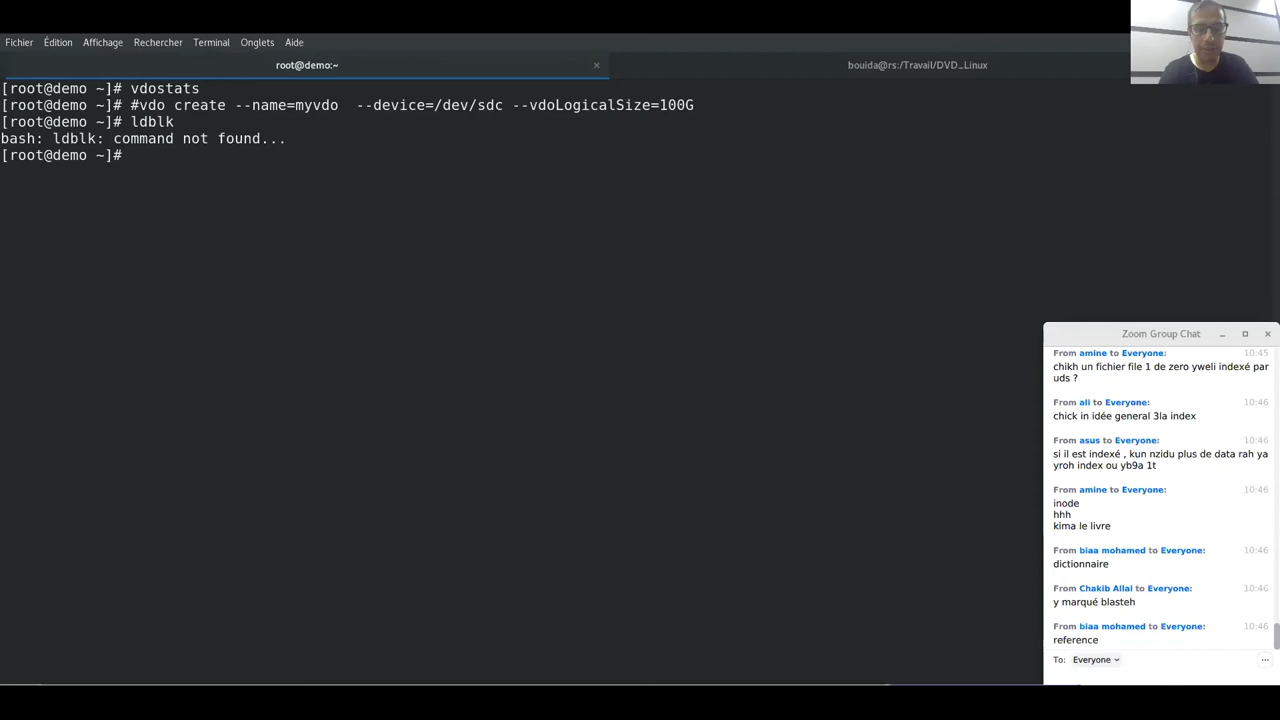 Fichier Édition Affichage Rechercher Terminal Onglets Aide
root@demo:~ ×
bouida@rs:/Travail/DVD_Linux
[root@demo ~]# vdostats
[root@demo ~]# #vdo create --name=myvdo  --device=/dev/sdc --vdoLogicalSize=100G
[root@demo ~]# ldblk
bash: ldblk: command not found...
[root@demo ~]#
Zoom Group Chat
From amine to Everyone: 10:45
chikh un fichier file 1 de zero yweli indexé par
uds ?
From ali to Everyone: 10:46
chick in idée general 3la index
From asus to Everyone: 10:46
si il est indexé , kun nzidu plus de data rah ya
yroh index ou yb9a 1t
From amine to Everyone: 10:46
inode
hhh
kima le livre
From biaa mohamed to Everyone: 10:46
dictionnaire
From Chakib Allal to Everyone: 10:46
y marqué blasteh
From biaa mohamed to Everyone: 10:46
reference
To: Everyone